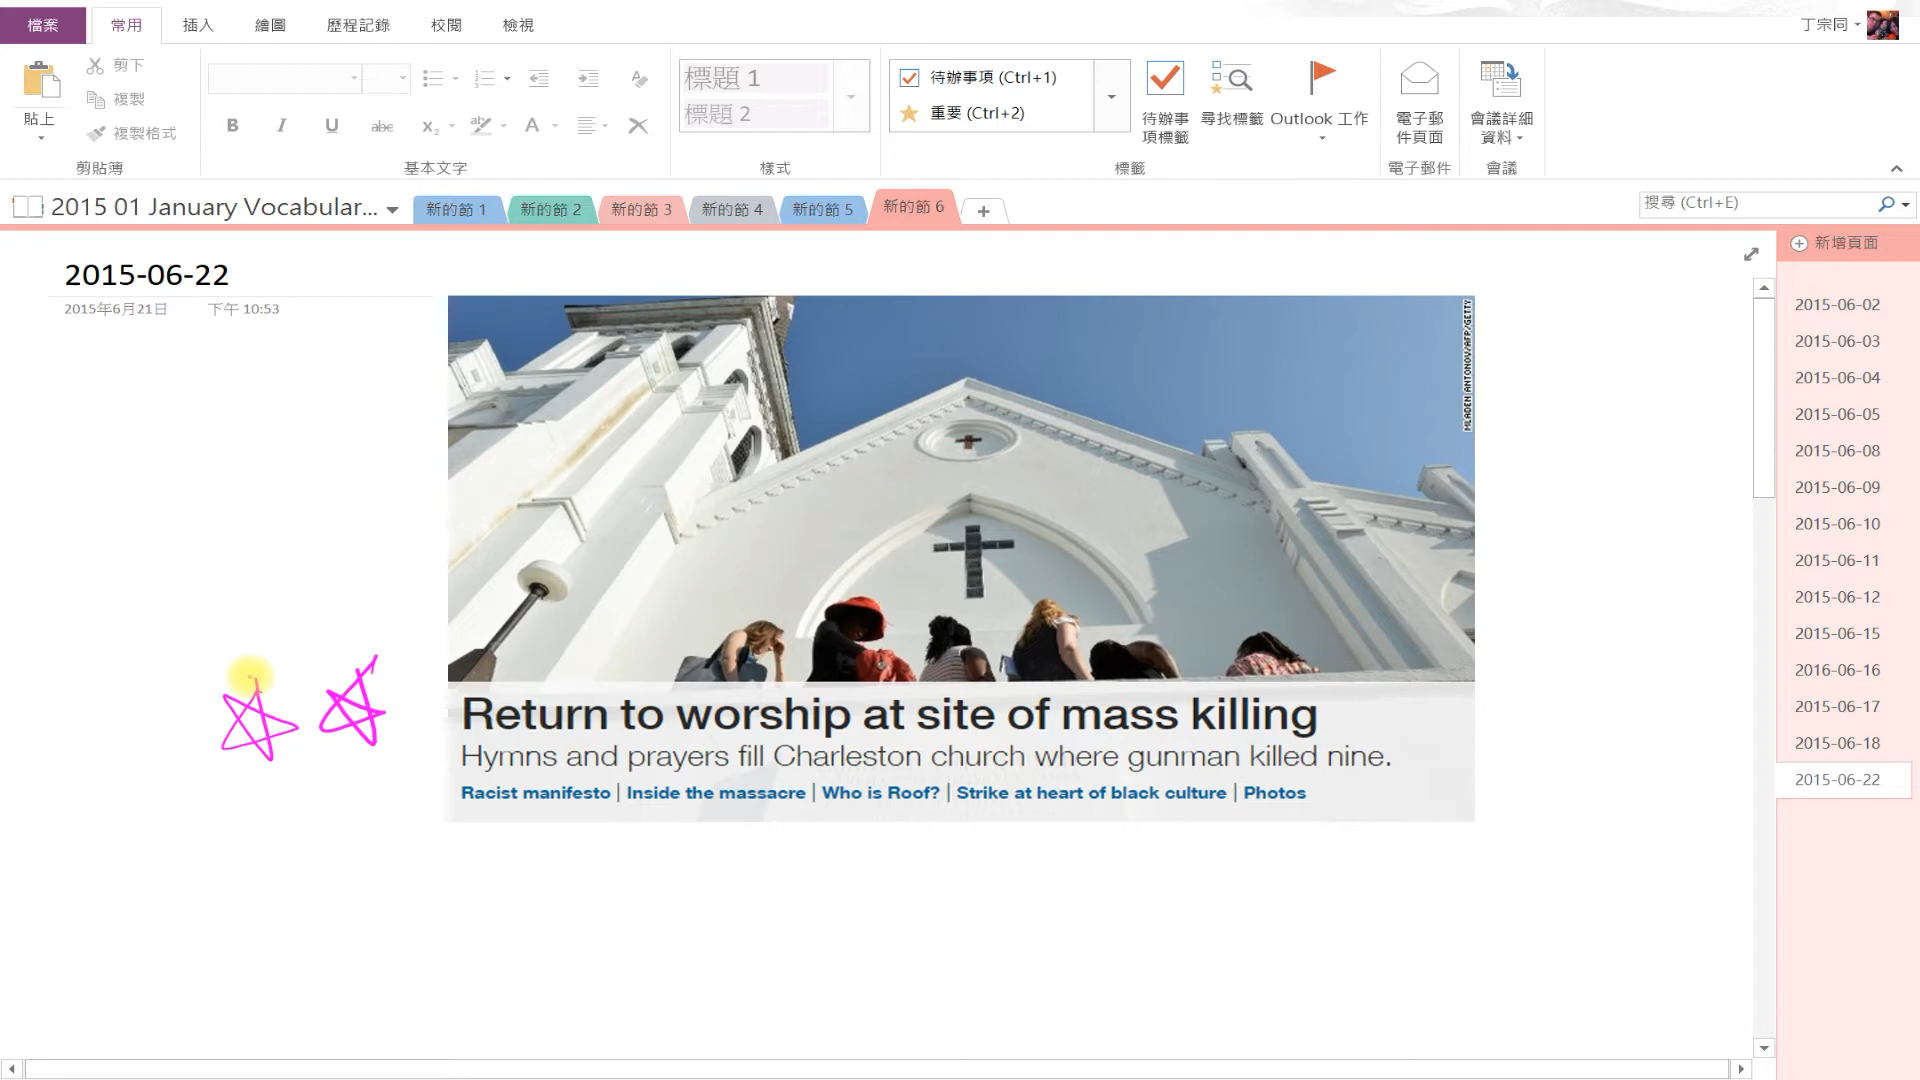 檔案 常用 插入 繪圖 歷程記錄 校閱 檢視 丁宗同
貼上
剪下
複製
複製格式
剪貼簿
B I U abc X₂ A
基本文字
標題 1
標題 2
樣式
待辦事項 (Ctrl+1)
重要 (Ctrl+2)
待辦事
項標籤
尋找標籤
Outlook 工作
標籤
電子郵
件頁面
電子郵件
會議詳細
資料
會議
2015 01 January Vocabular... 新的節 1 新的節 2 新的節 3 新的節 4 新的節 5 新的節 6 搜尋 (Ctrl+E)
2015-06-22
2015年6月21日 下午 10:53
MLADEN ANTONOV/AFP/GETTY
Return to worship at site of mass killing
Hymns and prayers fill Charleston church where gunman killed nine.
Racist manifesto | Inside the massacre | Who is Roof? | Strike at heart of black culture | Photos
新增頁面
2015-06-02
2015-06-03
2015-06-04
2015-06-05
2015-06-08
2015-06-09
2015-06-10
2015-06-11
2015-06-12
2015-06-15
2016-06-16
2015-06-17
2015-06-18
2015-06-22